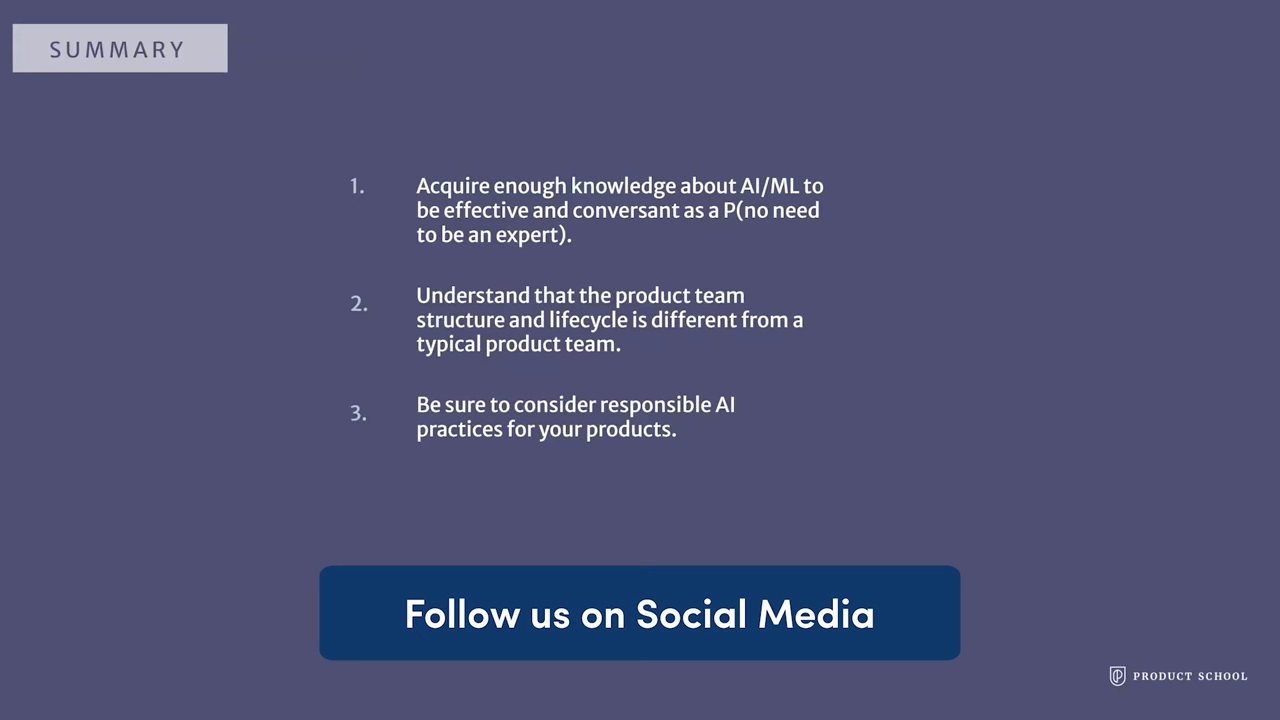 SUMMARY
1.
Acquire enough knowledge about AI/ML to
be effective and conversant as a P(no need
to be an expert).
2.
Understand that the product team
structure and lifecycle is different from a
typical product team.
3.
Be sure to consider responsible AI
practices for your products.
Follow us on Social Media
PRODUCT SCHOOL